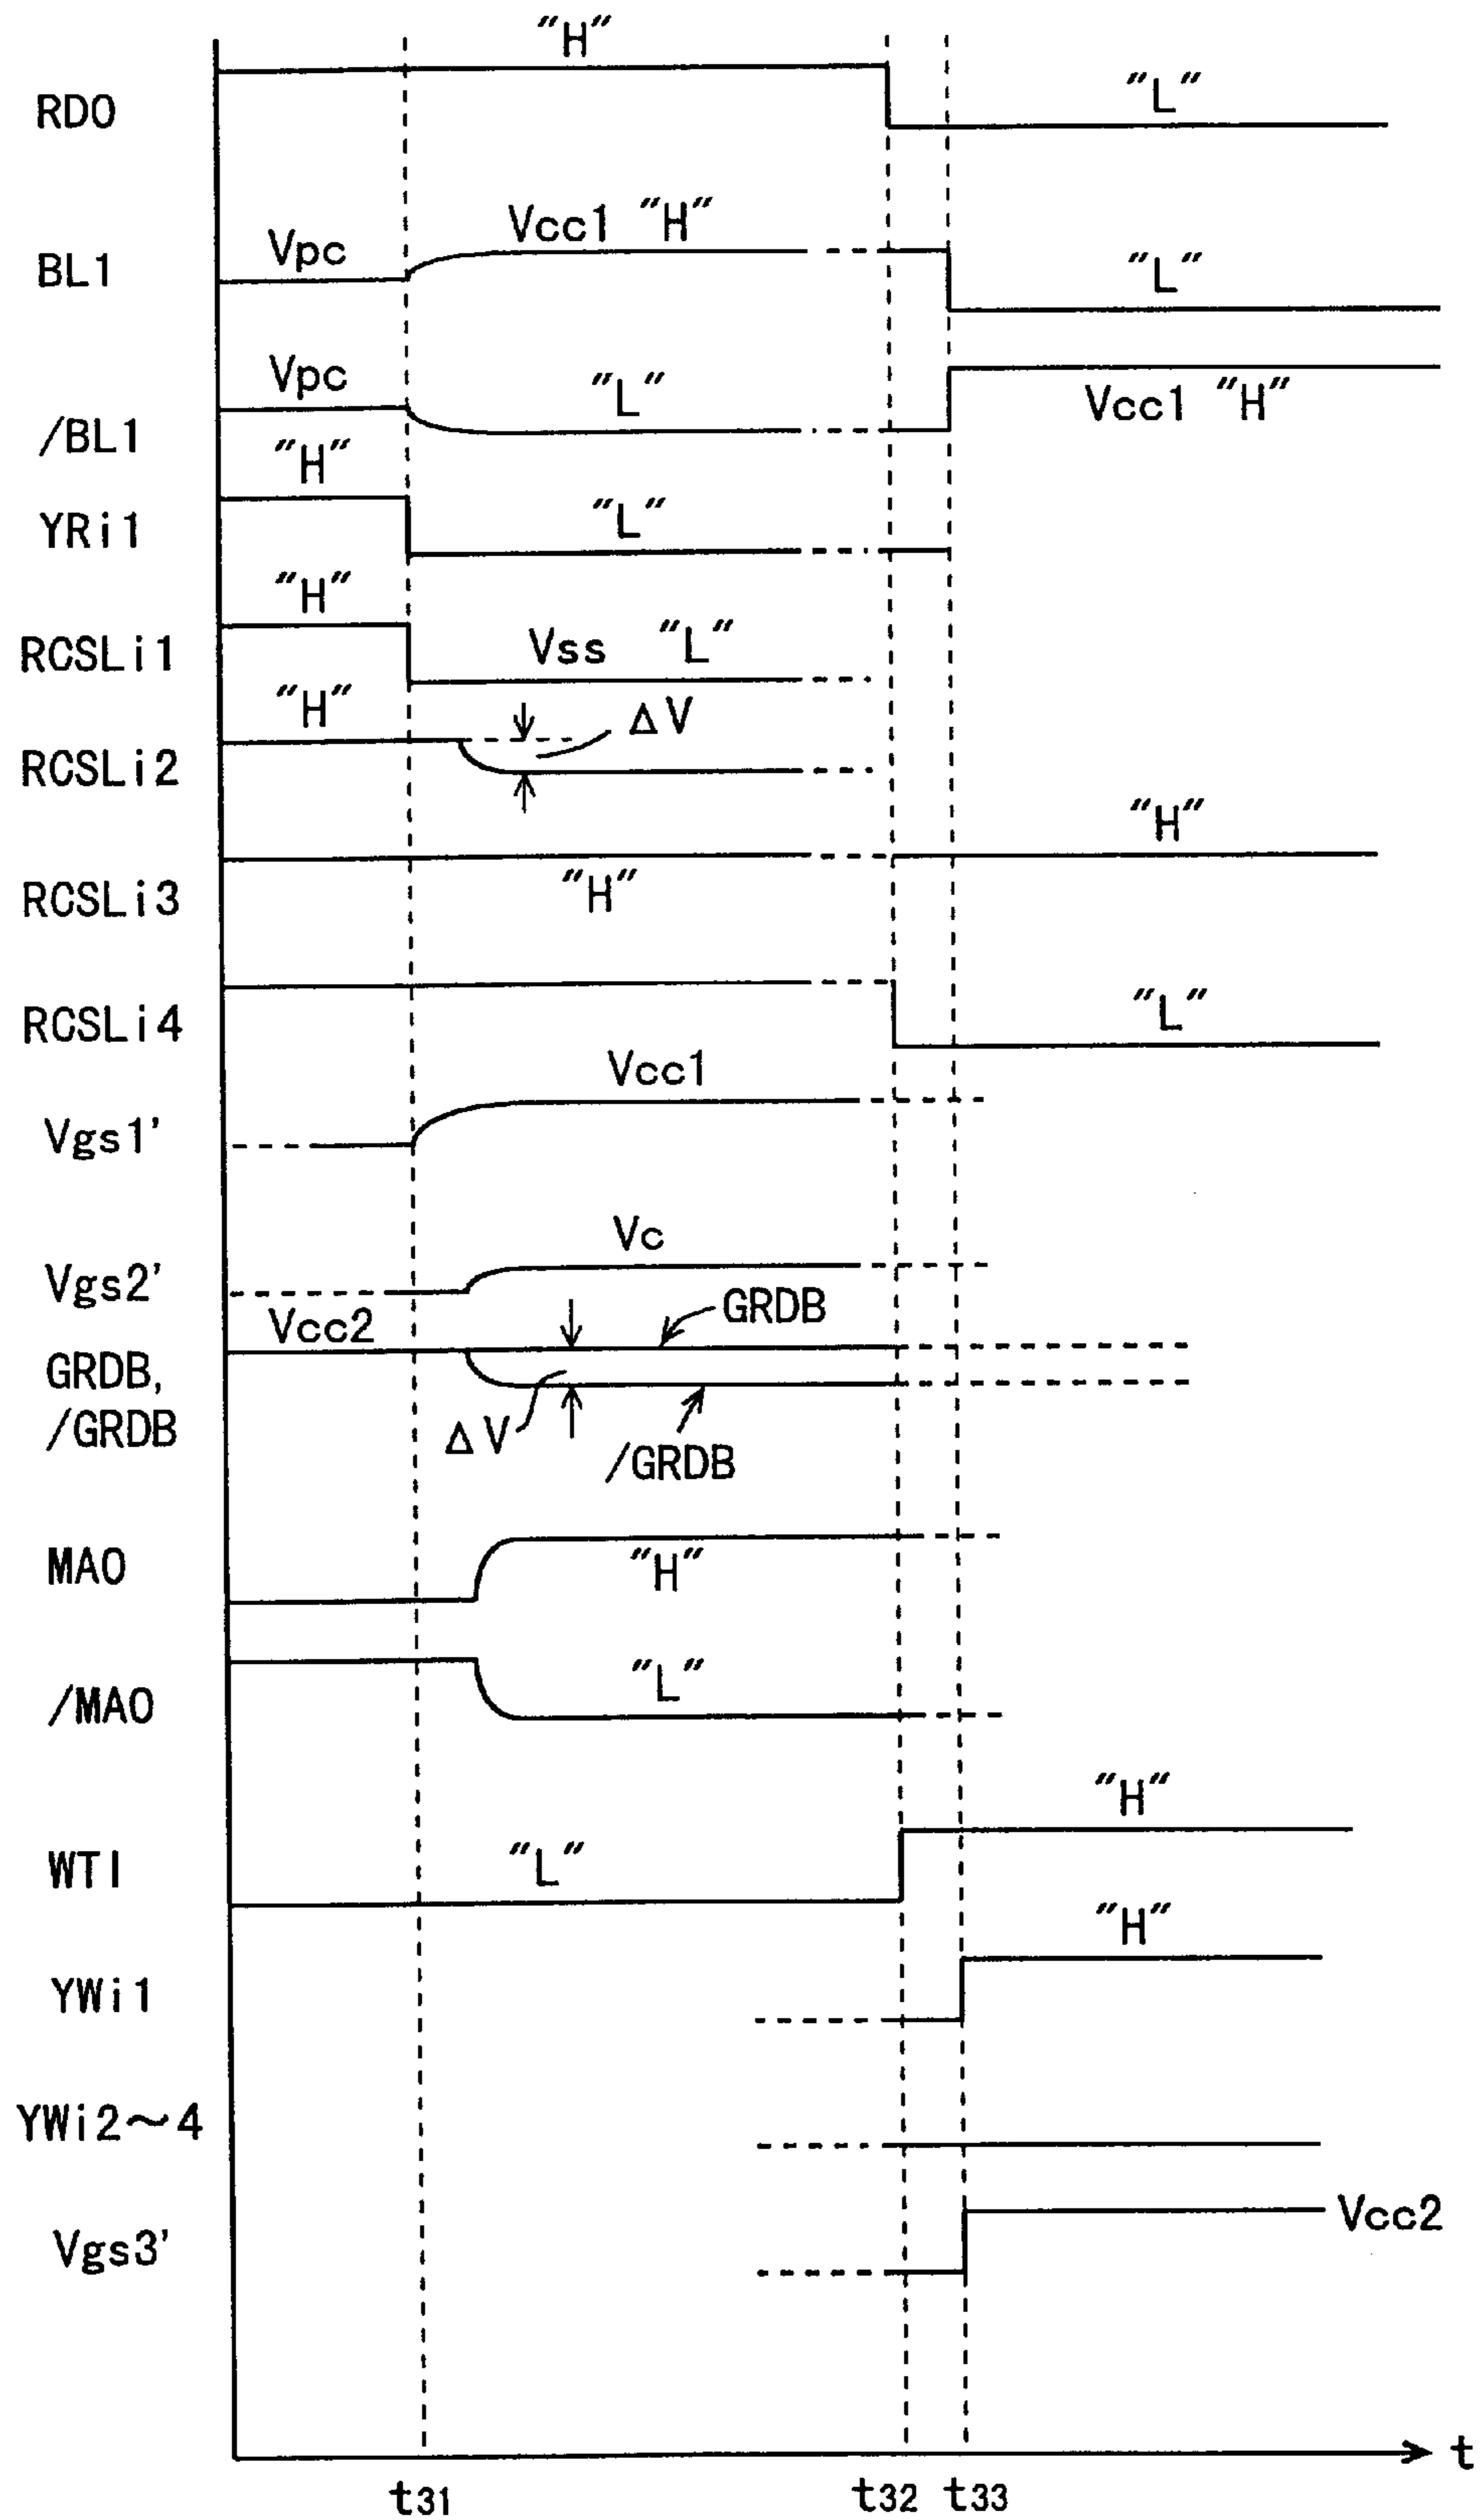 "H"
RDO
"L"
Vcc1 "H"
Vpc
BL1
"L"
Vpc
"L"
/BL1
Vcc1 "H"
"H"
YRi1
"L"
"H"
RCSLi1
Vss "L"
"H"
ΔV
RCSLi2
"H"
RCSLi3
"H"
RCSLi4
"L"
Vcc1
Vgs1'
Vc
Vgs2'
Vcc2
GRDB
GRDB,
/GRDB
ΔV
/GRDB
MAO
"H"
/MAO
"L"
"H"
WTI
"L"
"H"
YWi1
YWi2~4
Vgs3'
Vcc2
t
t31
t32
t33